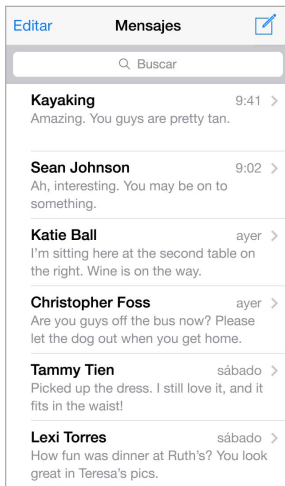 Editar Mensajes
Buscar
Kayaking 9:41
Amazing. You guys are pretty tan.
Sean Johnson 9:02
Ah, interesting. You may be on to
something.
Katie Ball ayer
I'm sitting here at the second table on
the right. Wine is on the way.
Christopher Foss ayer
Are you guys off the bus now? Please
let the dog out when you get home.
Tammy Tien sábado
Picked up the dress. I still love it, and it
fits in the waist!
Lexi Torres sábado
How fun was dinner at Ruth's? You look
great in Teresa's pics.